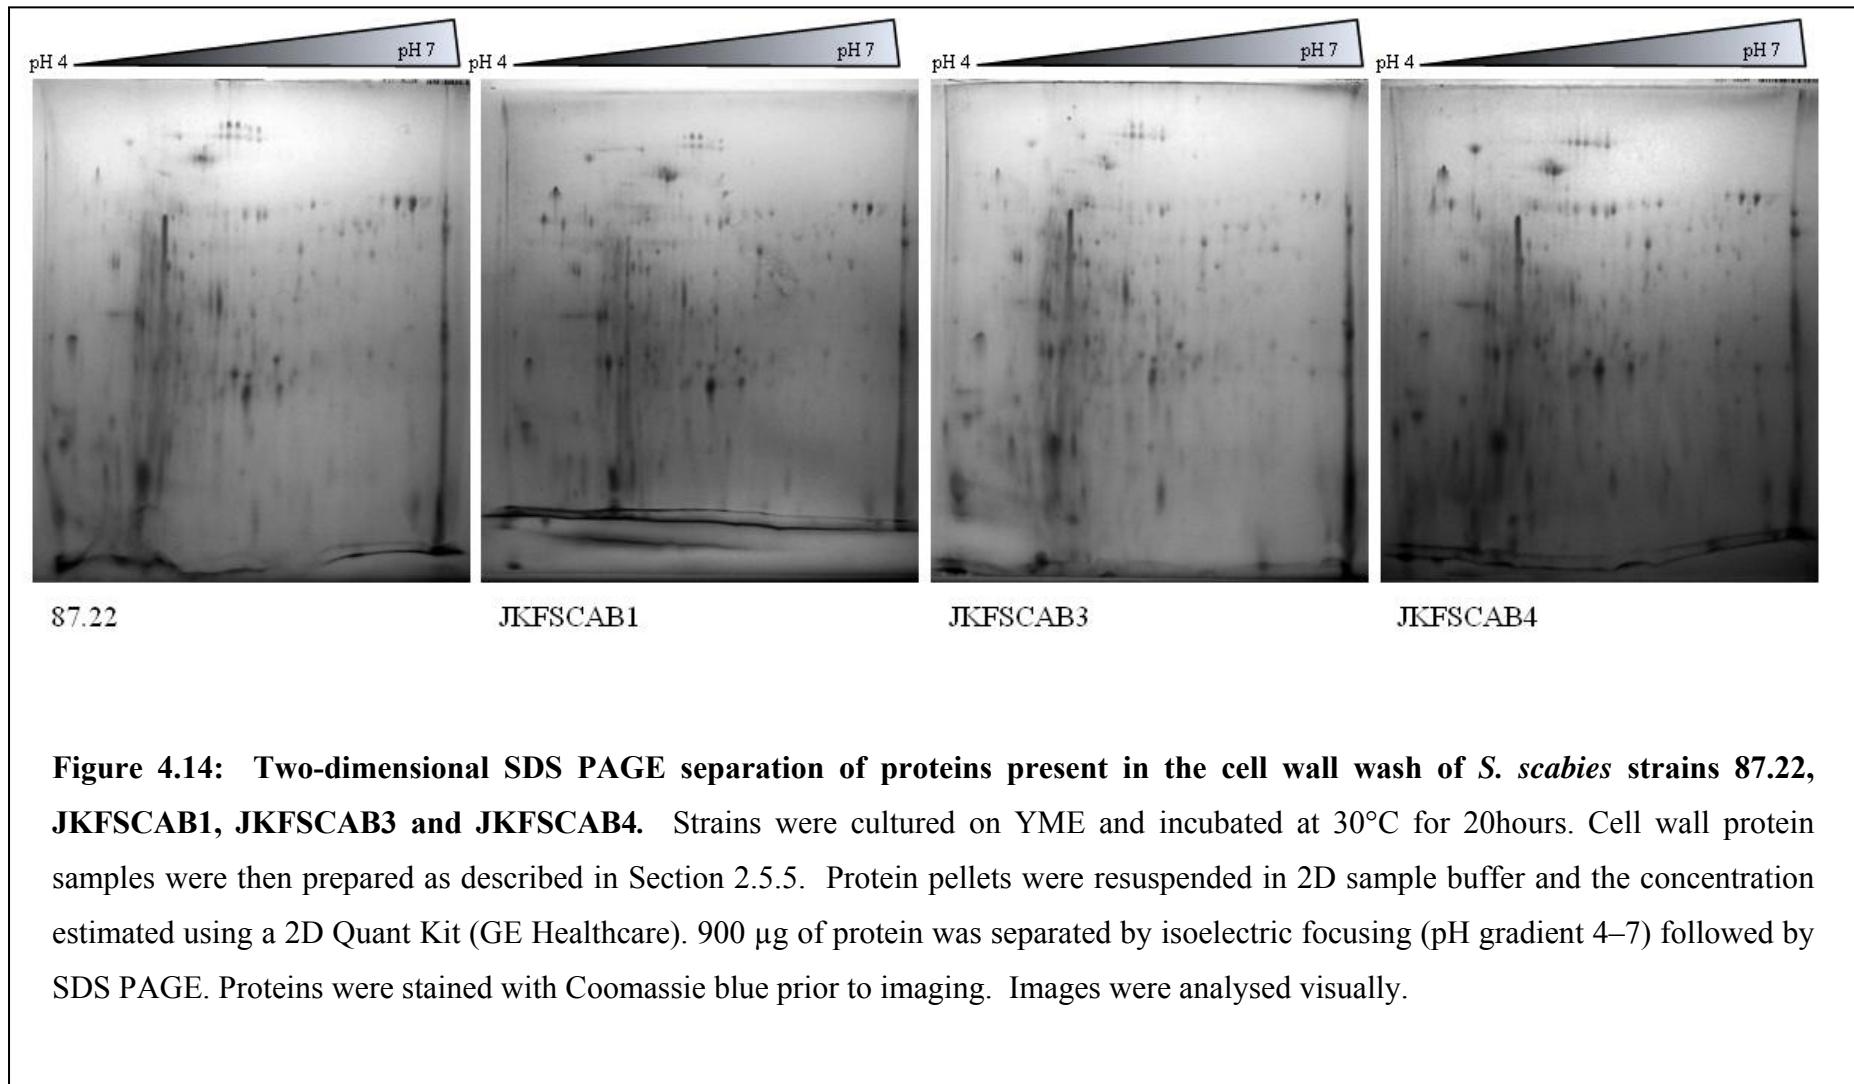 pH 4 pH 7 pH 4 pH 7 pH 4 pH 7 pH 4 pH 7
87.22 JKFSCAB1 JKFSCAB3 JKFSCAB4
Figure 4.14: Two-dimensional SDS PAGE separation of proteins present in the cell wall wash of S. scabies strains 87.22,
JKFSCAB1, JKFSCAB3 and JKFSCAB4. Strains were cultured on YME and incubated at 30°C for 20hours. Cell wall protein
samples were then prepared as described in Section 2.5.5. Protein pellets were resuspended in 2D sample buffer and the concentration
estimated using a 2D Quant Kit (GE Healthcare). 900 µg of protein was separated by isoelectric focusing (pH gradient 4–7) followed by
SDS PAGE. Proteins were stained with Coomassie blue prior to imaging. Images were analysed visually.